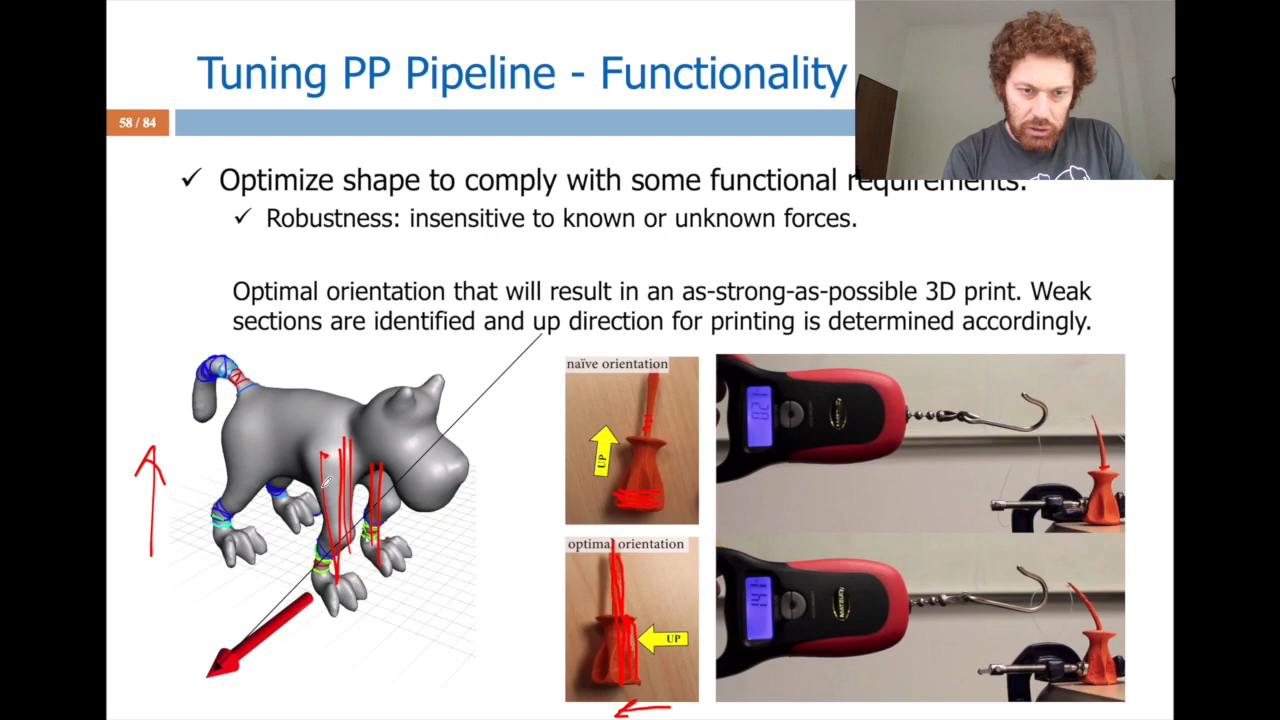 Tuning PP Pipeline - Functionality
58 / 84
✓ Optimize shape to comply with some functional requirements.
✓ Robustness: insensitive to known or unknown forces.
Optimal orientation that will result in an as-strong-as-possible 3D print. Weak
sections are identified and up direction for printing is determined accordingly.
naïve orientation
UP
optimal orientation
UP